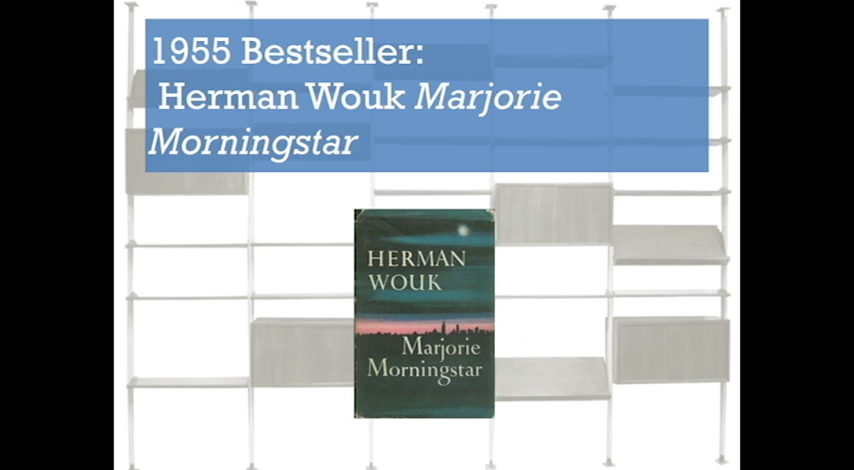 1955 Bestseller:
Herman Wouk Marjorie
Morningstar
HERMAN
WOUK
Marjorie
Morningstar